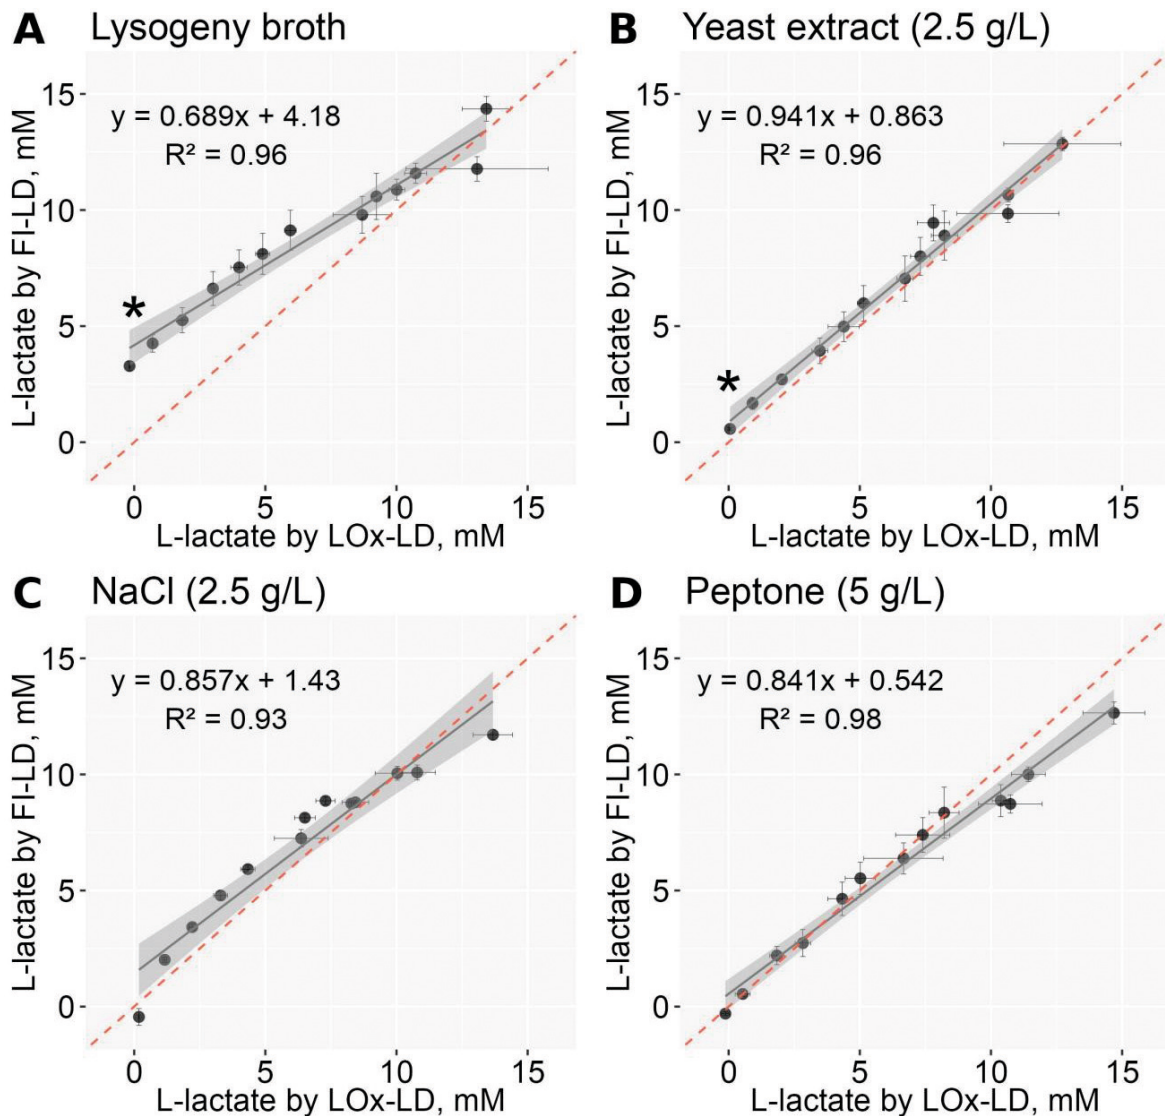 A Lysogeny broth
y = 0.689x + 4.18
R² = 0.96
*
15
10
5
0
0 5 10 15
L-lactate by FI-LD, mM
L-lactate by LOx-LD, mM
B Yeast extract (2.5 g/L)
y = 0.941x + 0.863
R² = 0.96
*
15
10
5
0
0 5 10 15
L-lactate by FI-LD, mM
L-lactate by LOx-LD, mM
C NaCl (2.5 g/L)
y = 0.857x + 1.43
R² = 0.93
15
10
5
0
0 5 10 15
L-lactate by FI-LD, mM
L-lactate by LOx-LD, mM
D Peptone (5 g/L)
y = 0.841x + 0.542
R² = 0.98
15
10
5
0
0 5 10 15
L-lactate by FI-LD, mM
L-lactate by LOx-LD, mM